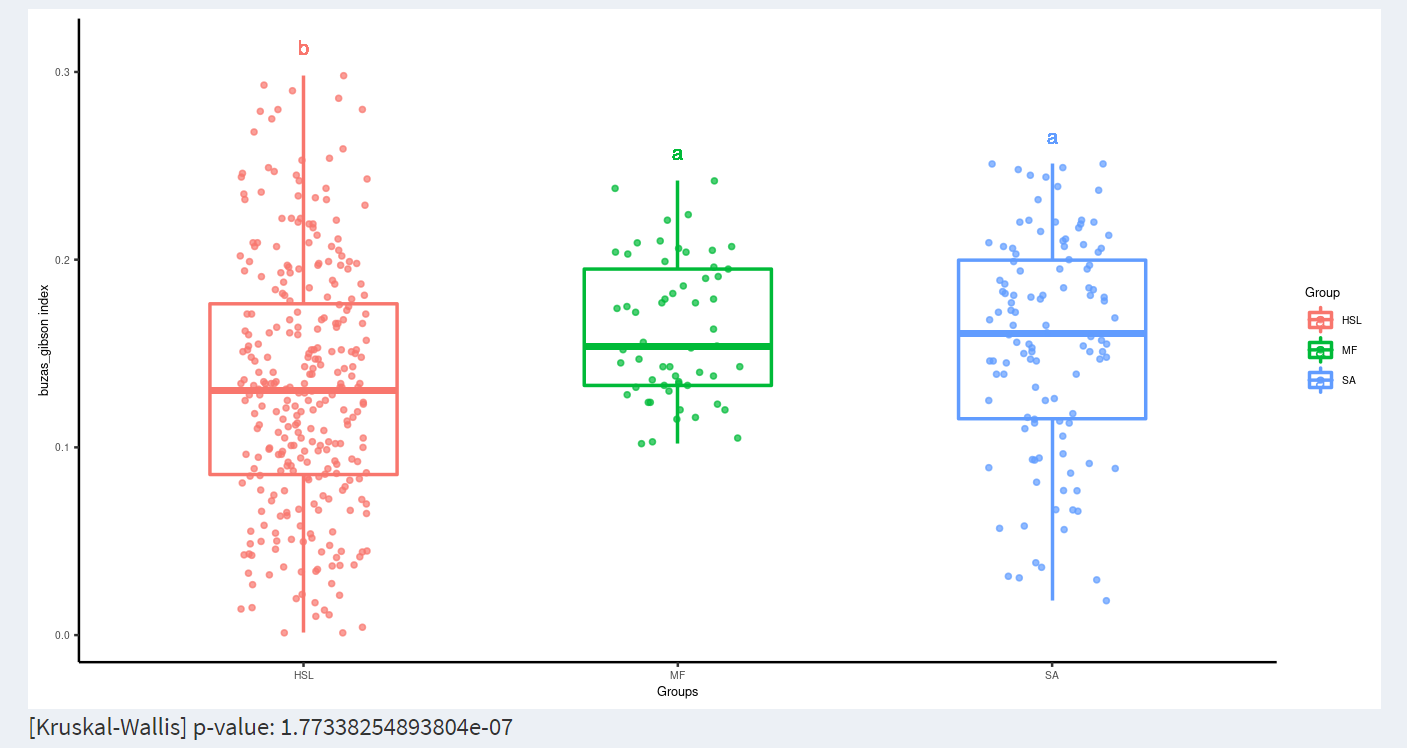 b
0.3
a
a
0.2
buzas_gibson index
Group
HSL
MF
SA
0.1
0.0
HSL MF SA
Groups
[Kruskal-Wallis] p-value: 1.77338254893804e-07